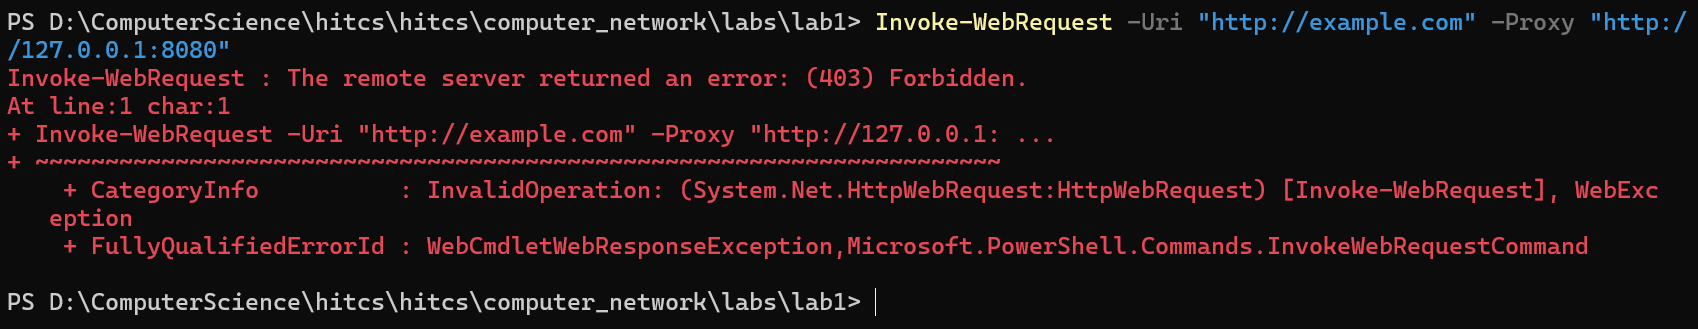 PS D:\ComputerScience\hitcs\hitcs\computer_network\labs\lab1> Invoke-WebRequest -Uri "http://example.com" -Proxy "http:/
/127.0.0.1:8080"
Invoke-WebRequest : The remote server returned an error: (403) Forbidden.
At line:1 char:1
+ Invoke-WebRequest -Uri "http://example.com" -Proxy "http://127.0.0.1: ...
+ ~~~~~~~~~~~~~~~~~~~~~~~~~~~~~~~~~~~~~~~~~~~~~~~~~~~~~~~~~~~~~~~~~~~~~
    + CategoryInfo          : InvalidOperation: (System.Net.HttpWebRequest:HttpWebRequest) [Invoke-WebRequest], WebExc
   eption
    + FullyQualifiedErrorId : WebCmdletWebResponseException,Microsoft.PowerShell.Commands.InvokeWebRequestCommand
PS D:\ComputerScience\hitcs\hitcs\computer_network\labs\lab1>